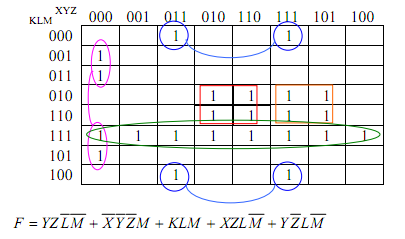 XYZ
KLM 000 001 011 010 110 111 101 100
000 1 1
001 1
011 1
010 1 1 1 1
110 1 1 1 1
111 1 1 1 1 1 1 1 1
101 1
100 1 1
F = YZL̅M̅ + X̅Y̅Z̅M + KLM + XZLM̅ + YZ̅LM̅